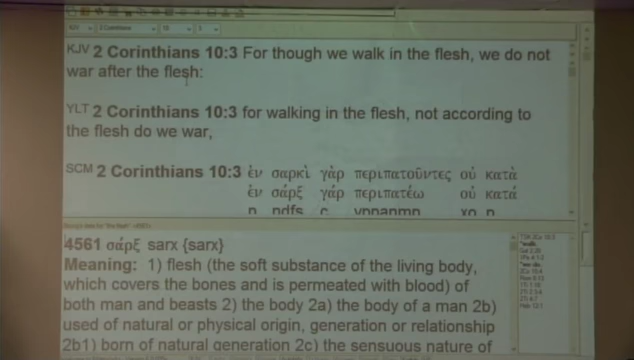 KJV 2 Corinthians 10:3 For though we walk in the flesh, we do not
war after the flesh:
YLT 2 Corinthians 10:3 for walking in the flesh, not according to
the flesh do we war,
SCM 2 Corinthians 10:3 ἐν σαρκὶ γὰρ περιπατοῦντες οὐ κατὰ
ἐν σάρξ γάρ περιπατέω οὐ κατά
4561 σάρξ sarx {sarx}
Meaning: 1) flesh (the soft substance of the living body,
which covers the bones and is permeated with blood) of
both man and beasts 2) the body 2a) the body of a man 2b)
used of natural or physical origin, generation or relationship
2b1) born of natural generation 2c) the sensuous nature of